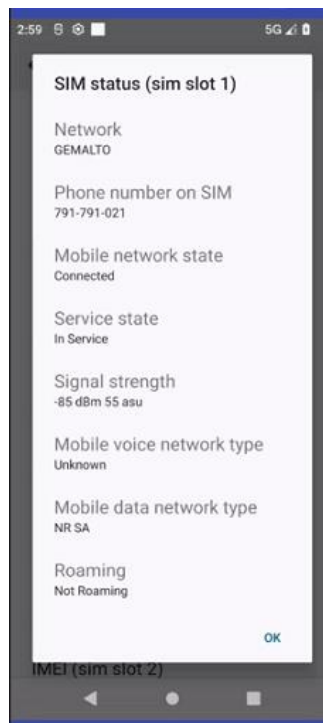 2:59
5G
SIM status (sim slot 1)
Network
GEMALTO
Phone number on SIM
791-791-021
Mobile network state
Connected
Service state
In Service
Signal strength
-85 dBm 55 asu
Mobile voice network type
Unknown
Mobile data network type
NR SA
Roaming
Not Roaming
OK
IMEI (sim slot 2)